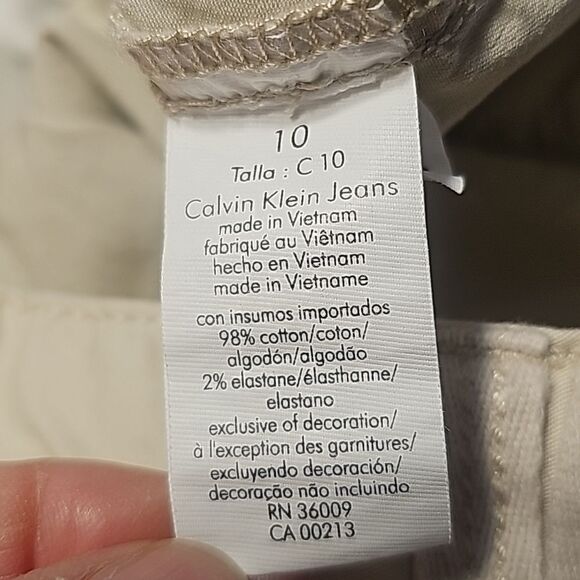 10
Talla : C 10
Calvin Klein Jeans
made in Vietnam
fabriqué au Viêtnam
hecho en Vietnam
made in Vietname
con insumos importados
98% cotton/coton/
algodón/algodão
2% elastane/élasthanne/
elastano
exclusive of decoration/
à l'exception des garnitures/
excluyendo decoración/
decoração não incluindo
RN 36009
CA 00213